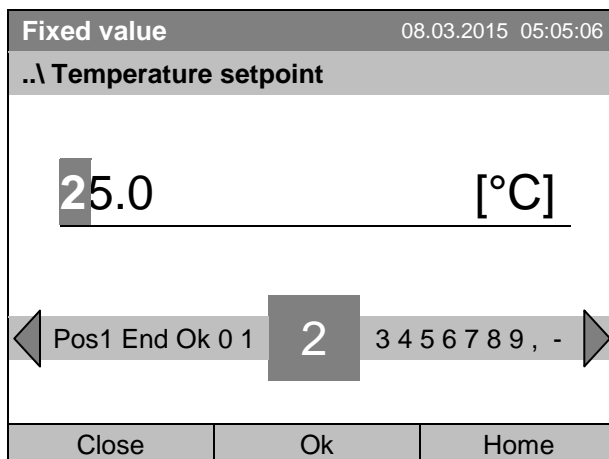 Fixed value 08.03.2015 05:05:06
..\ Temperature setpoint
25.0 [°C]
Pos1 End Ok 0 1 2 3 4 5 6 7 8 9 , -
Close Ok Home